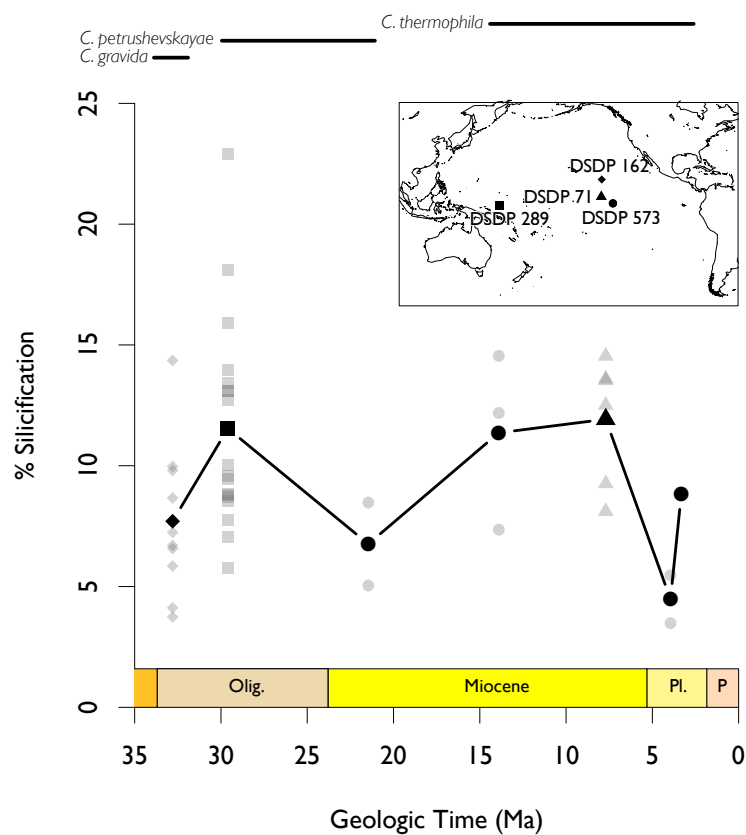 C. thermophila
C. petrushevskayae
C. gravida
25
20
15
10
5
0
% Silicification
DSDP 162
DSDP 71
DSDP 573
DSDP 289
Olig.
Miocene
Pl.
P
35 30 25 20 15 10 5 0
Geologic Time (Ma)